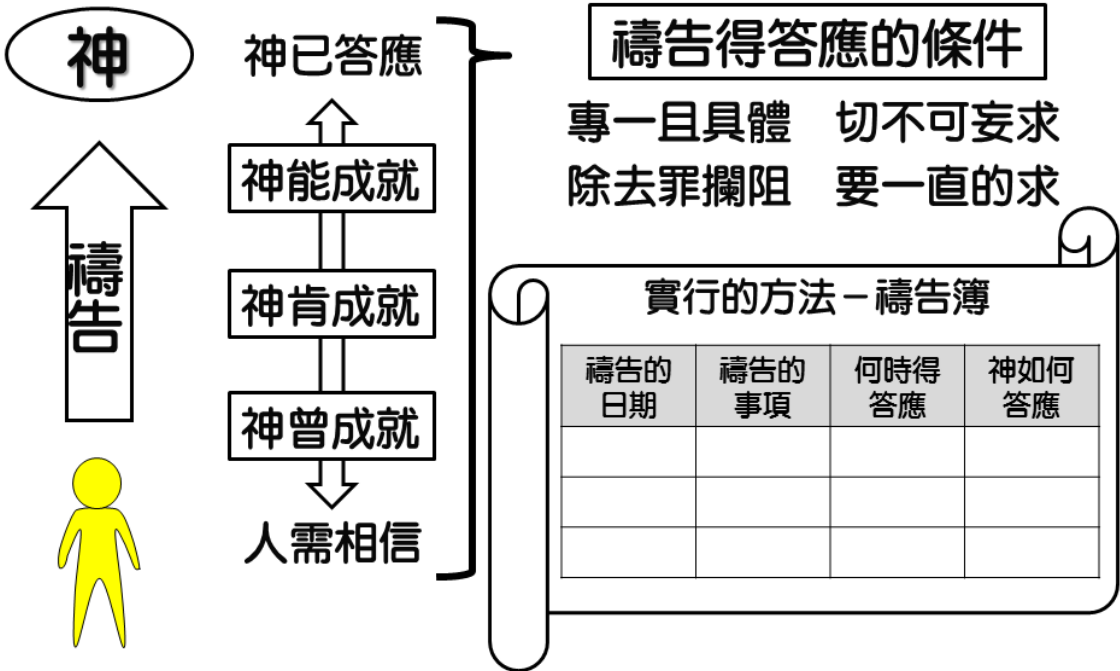 神
禱告
神已答應
神能成就
神肯成就
神曾成就
人需相信
禱告得答應的條件
專一且具體 切不可妄求
除去罪攔阻 要一直的求
實行的方法－禱告簿
禱告的日期 禱告的事項 何時得答應 神如何答應